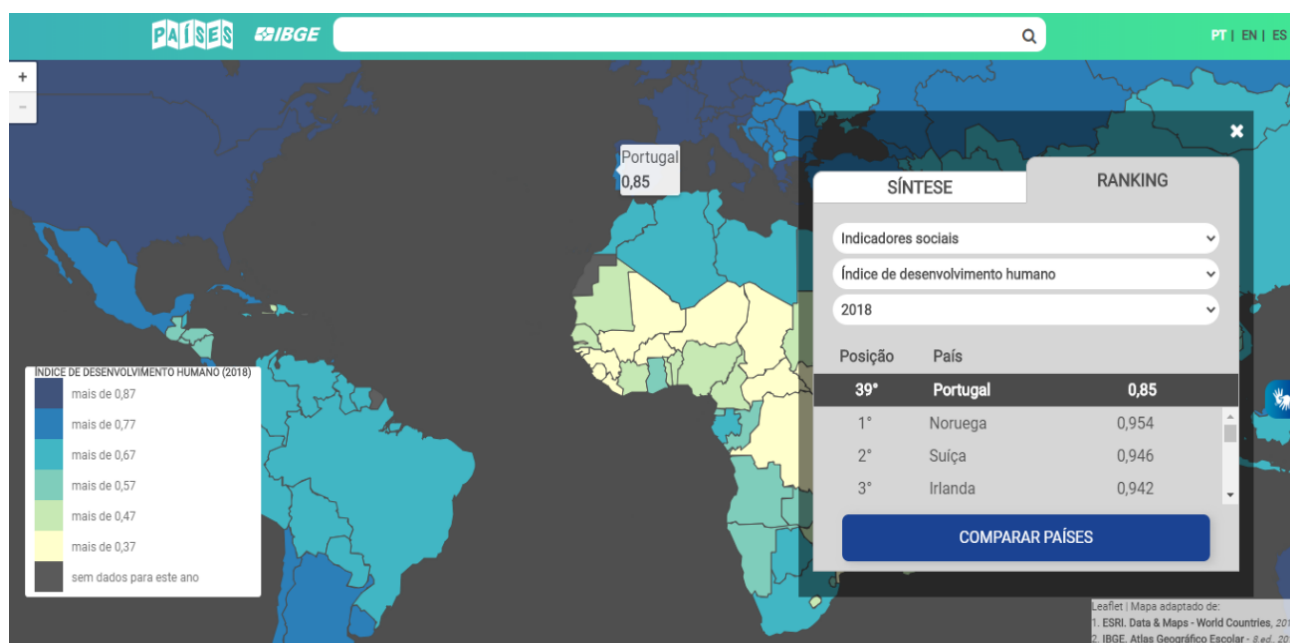 PAÍSES IBGE PT | EN | ES
+
−
Portugal
0,85
SÍNTESE RANKING
Indicadores sociais
Índice de desenvolvimento humano
2018
Posição País
39° Portugal 0,85
1° Noruega 0,954
2° Suíça 0,946
3° Irlanda 0,942
COMPARAR PAÍSES
ÍNDICE DE DESENVOLVIMENTO HUMANO (2018)
mais de 0,87
mais de 0,77
mais de 0,67
mais de 0,57
mais de 0,47
mais de 0,37
sem dados para este ano
Leaflet | Mapa adaptado de:
1. ESRI. Data & Maps - World Countries, 201
2. IBGE. Atlas Geográfico Escolar - 8.ed. 20